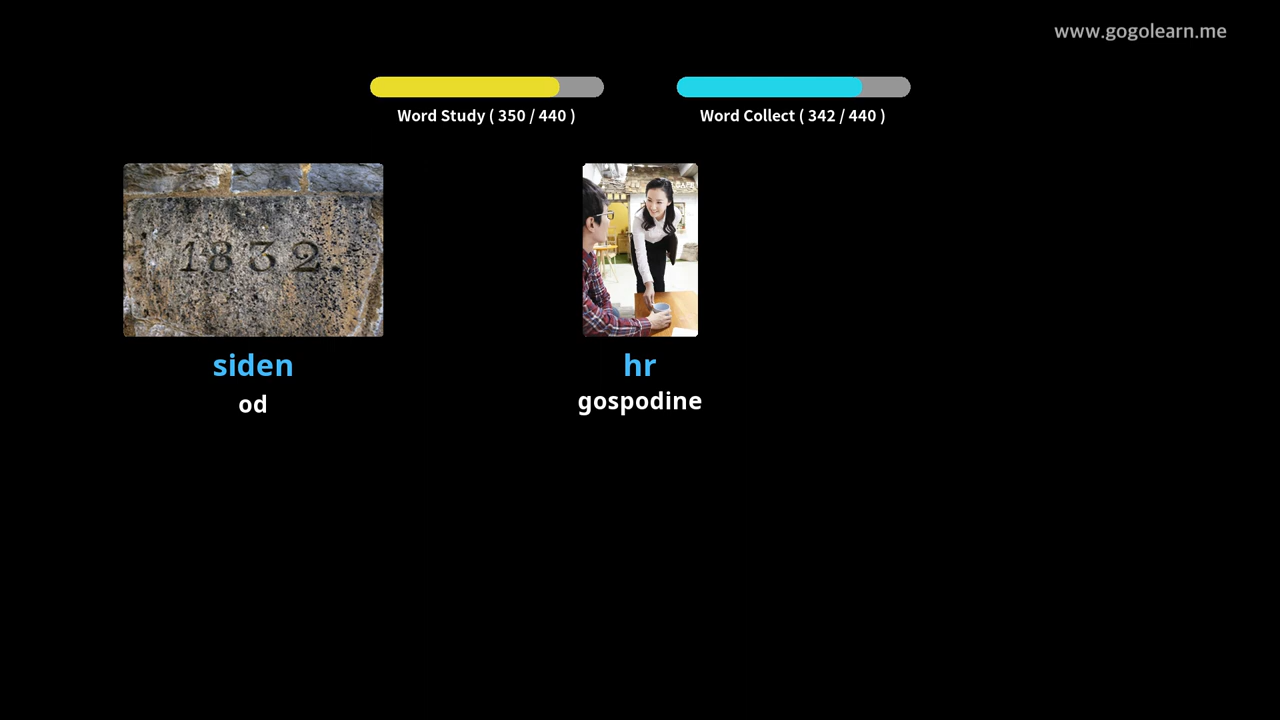 www.gogolearn.me
Word Study ( 350 / 440 )
Word Collect ( 342 / 440 )
1832.
siden
od
hr
gospodine